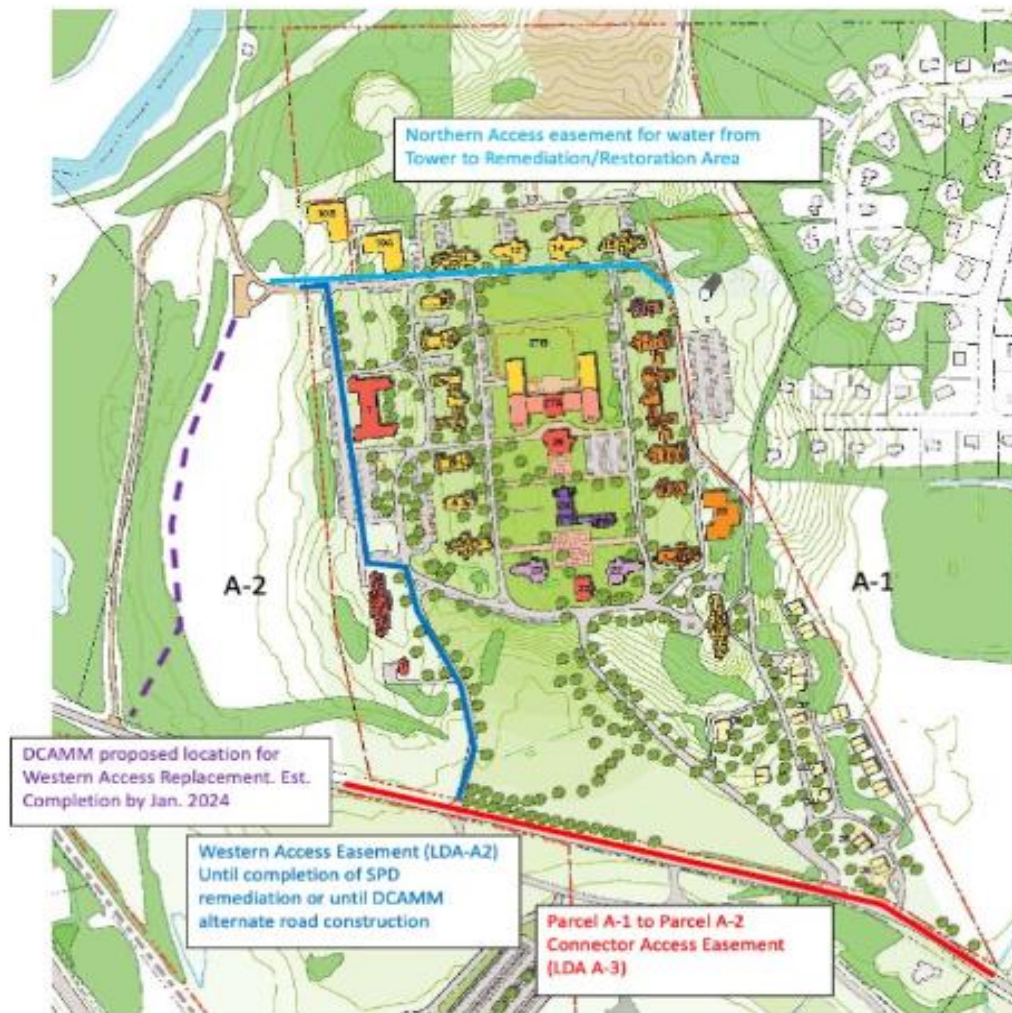 Northern Access easement for water from
Tower to Remediation/Restoration Area
A-2
A-1
DCAMM proposed location for
Western Access Replacement. Est.
Completion by Jan. 2024
Western Access Easement (LDA-A2)
Until completion of SPD
remediation or until DCAMM
alternate road construction
Parcel A-1 to Parcel A-2
Connector Access Easement
(LDA A-3)